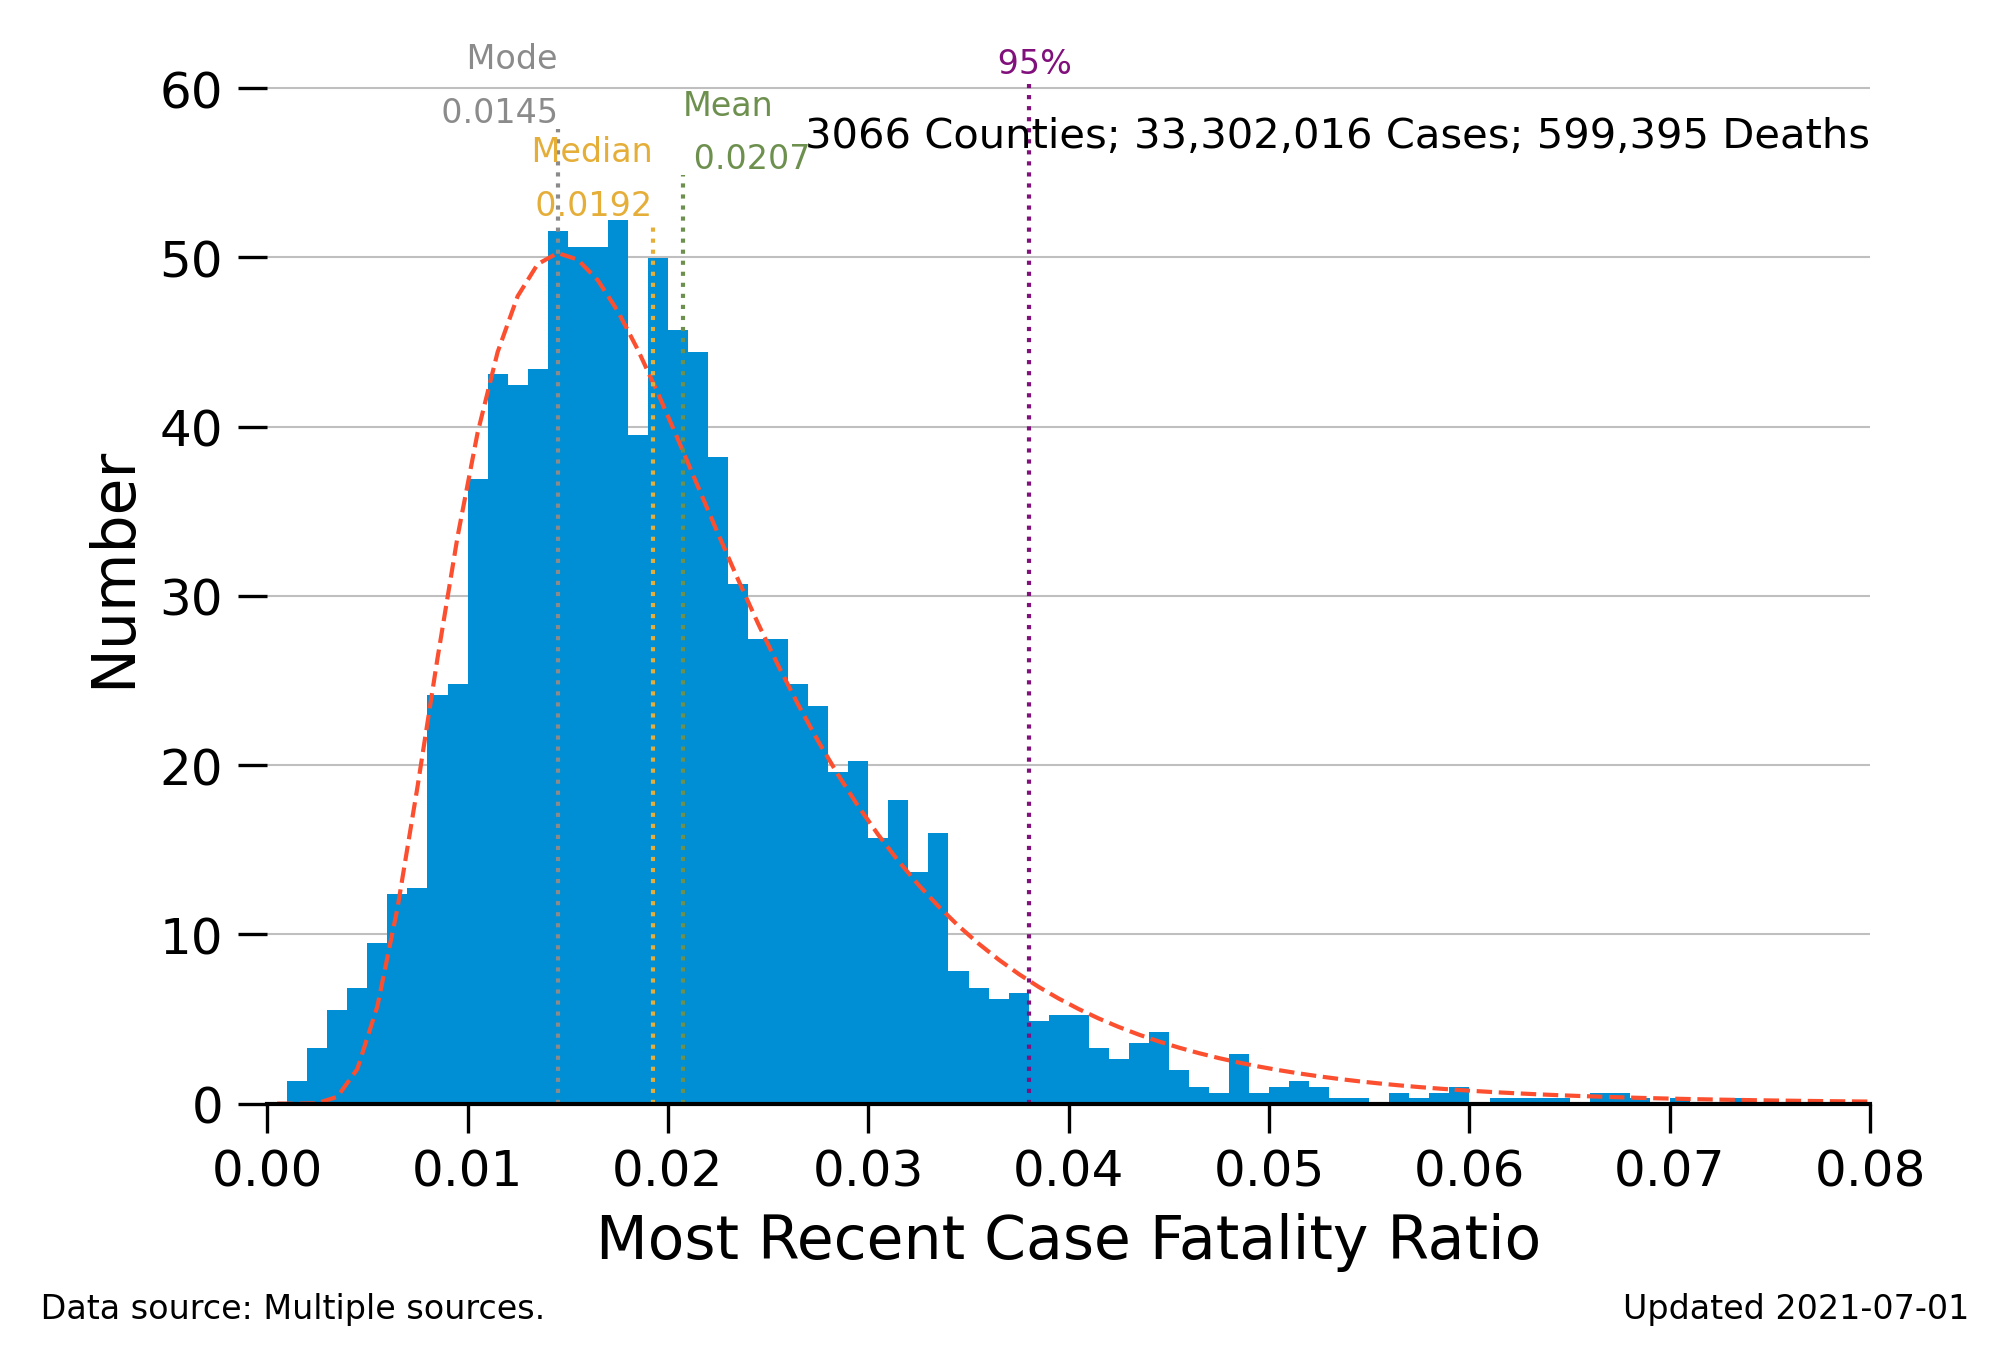 Mode
0.0145
95%
Mean
0.0207
Median
0.0192
3066 Counties; 33,302,016 Cases; 599,395 Deaths
60
50
40
30
20
10
0
Number
0.00 0.01 0.02 0.03 0.04 0.05 0.06 0.07 0.08
Most Recent Case Fatality Ratio
Data source: Multiple sources.
Updated 2021-07-01